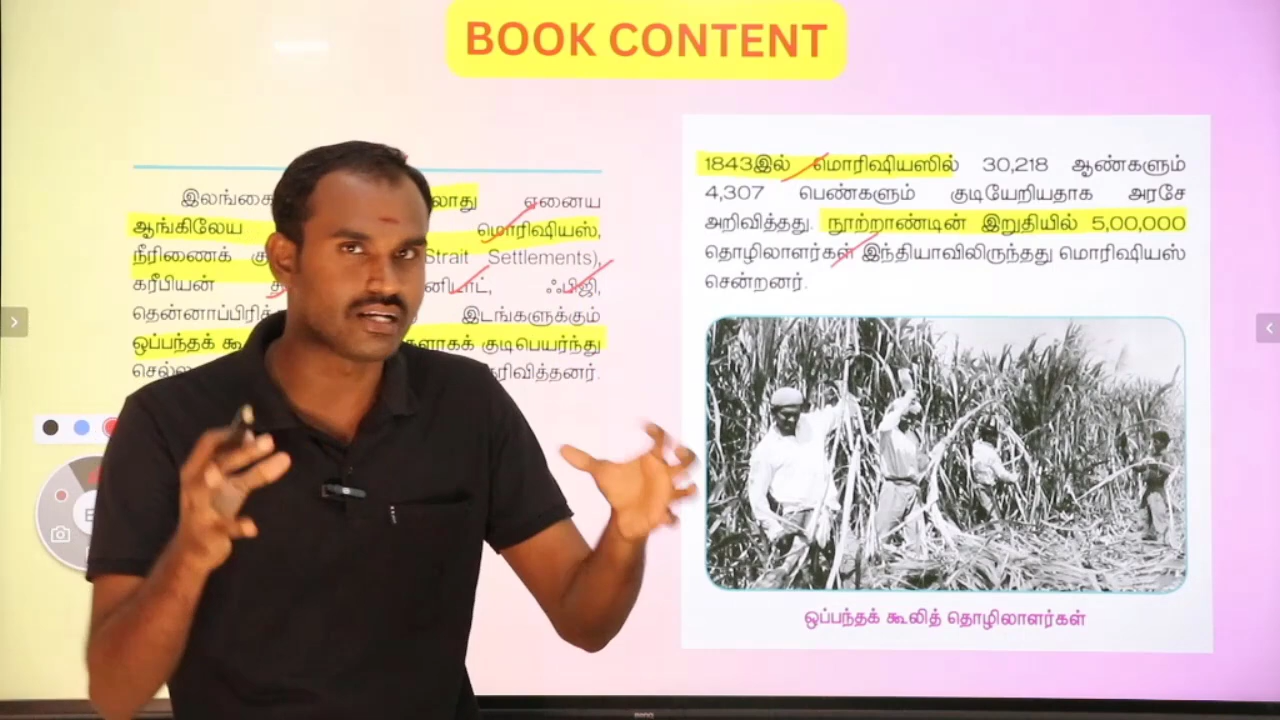 BOOK CONTENT
இலங்கை லாது ஏனைய
ஆங்கிலேய மொரிஷியஸ்,
நீரிணைக் Strait Settlements),
கரீபியன் ஃபிஜி,
இடங்களுக்கும்
ஒப்பந்தக் களாகக் குடிபெயர்ந்து
1843இல் மொரிஷியஸில் 30,218 ஆண்களும்
4,307 பெண்களும் குடியேறியதாக அரசே
அறிவித்தது. நூற்றாண்டின் இறுதியில் 5,00,000
தொழிலாளர்கள் இந்தியாவிலிருந்தது மொரிஷியஸ்
சென்றனர்.
ஒப்பந்தக் கூலித் தொழிலாளர்கள்